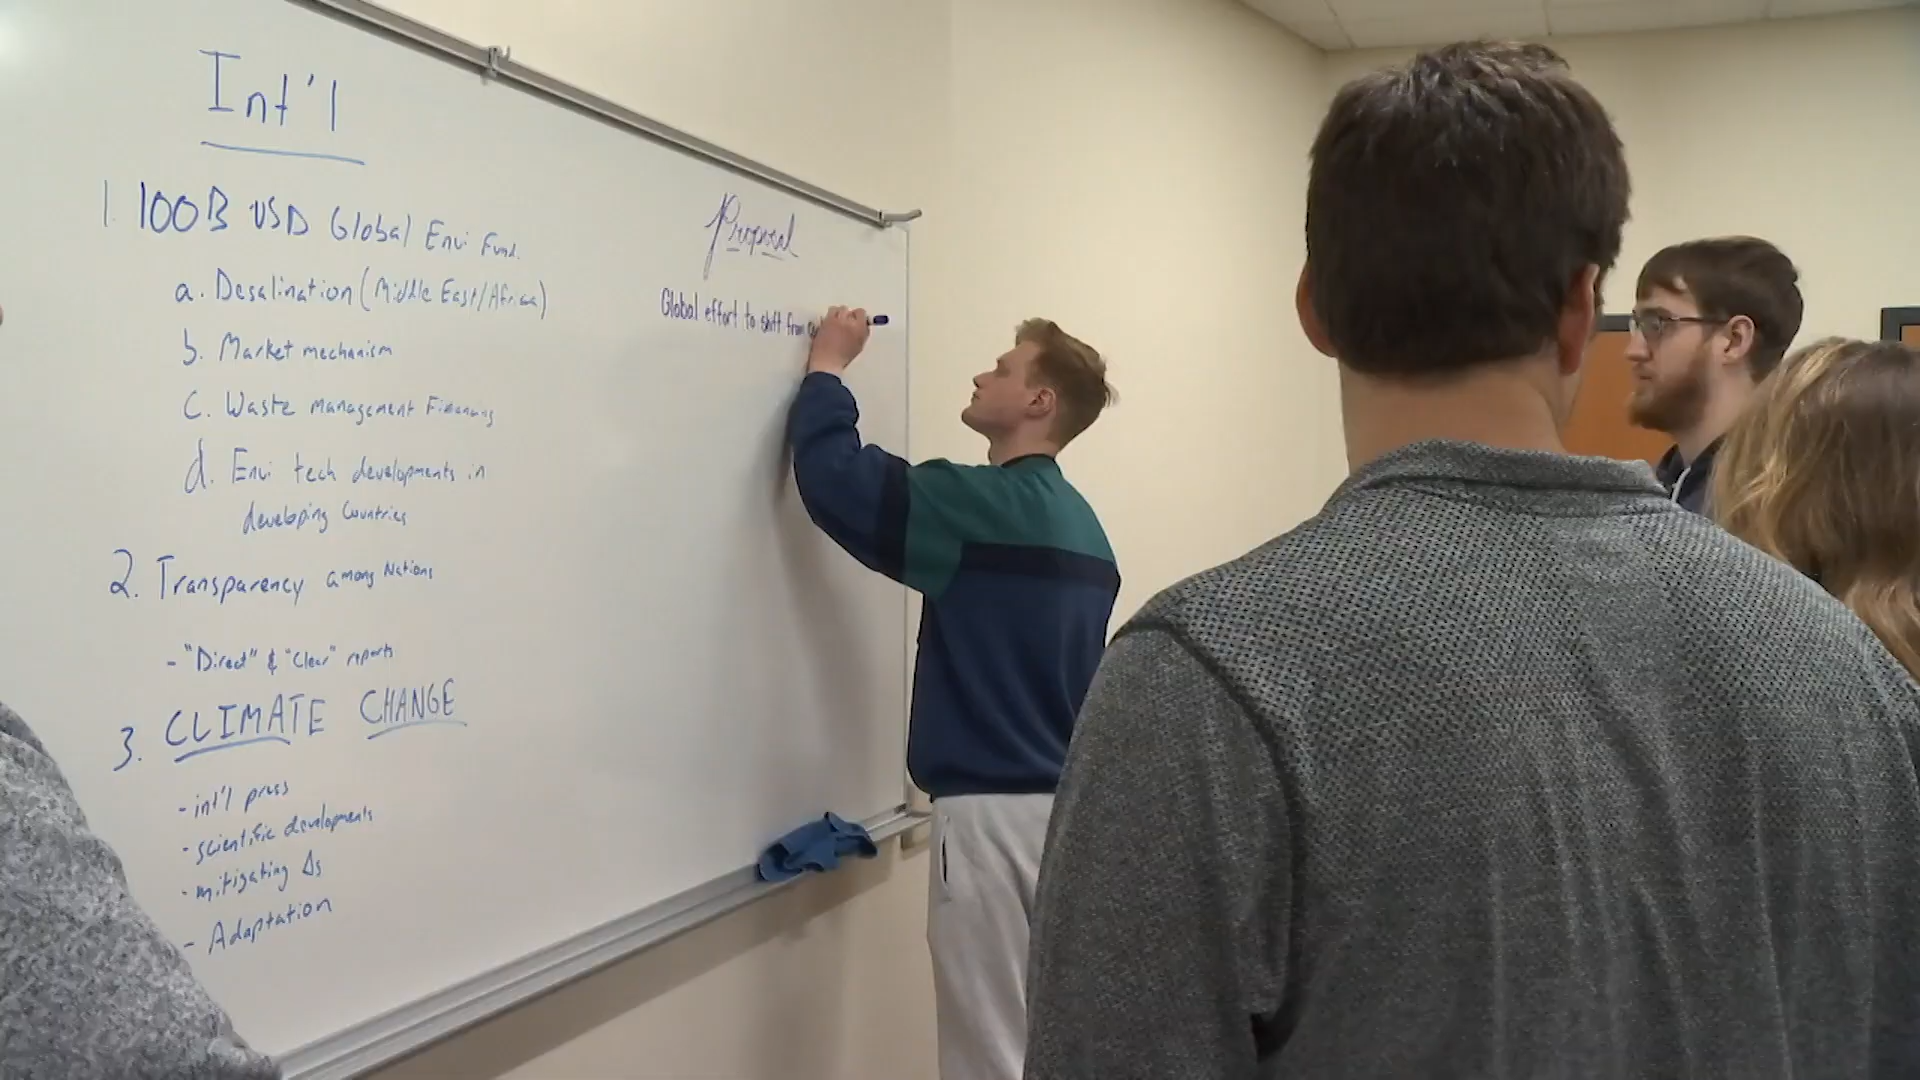 Int'l
1. 100B USD Global Envi Fund.
a. Desalination (Middle East/Africa)
b. Market mechanism
c. Waste management Financing
d. Envi tech developments in
developing Countries
2. Transparency among Nations
- "Direct" & "Clear" reports
3. CLIMATE CHANGE
- int'l press
- scientific developments
- mitigating Δs
- Adaptation
Proposal
Global effort to shift from